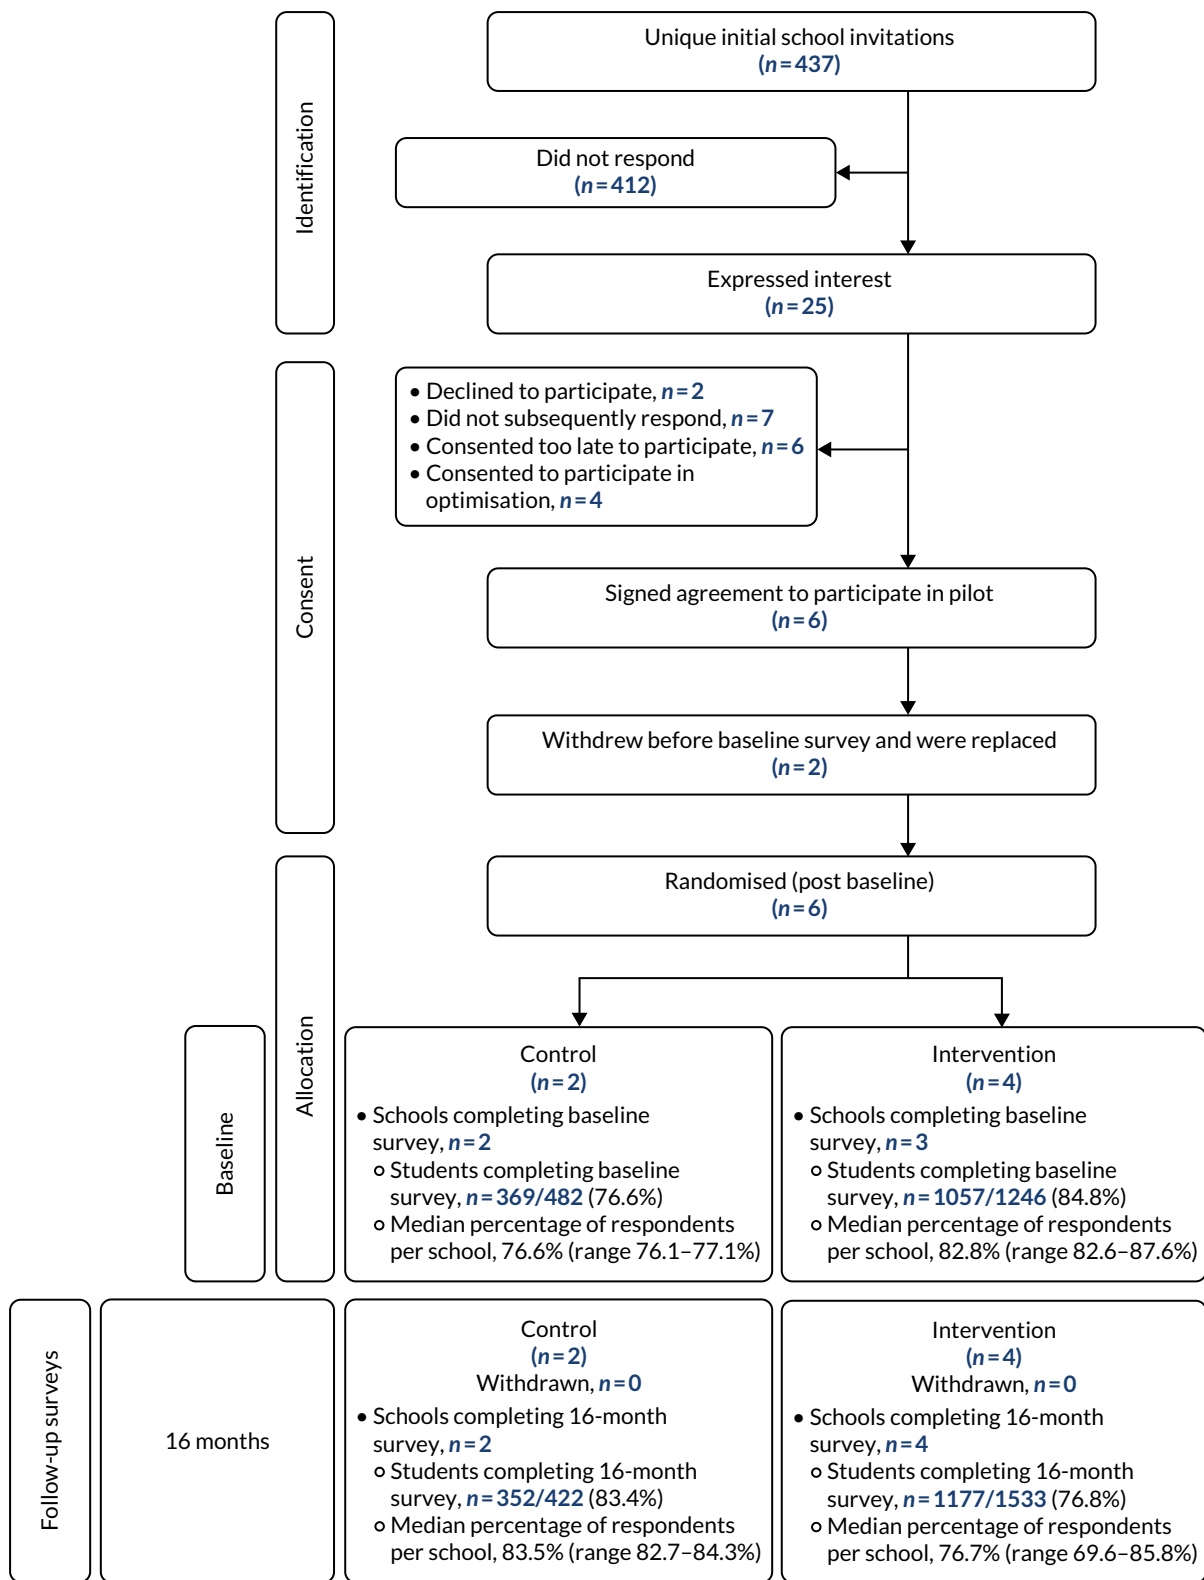 Identification
Unique initial school invitations
(n = 437)
Did not respond
(n = 412)
Expressed interest
(n = 25)
Consent
• Declined to participate, n = 2
• Did not subsequently respond, n = 7
• Consented too late to participate, n = 6
• Consented to participate in
optimisation, n = 4
Signed agreement to participate in pilot
(n = 6)
Withdrew before baseline survey and were replaced
(n = 2)
Allocation
Randomised (post baseline)
(n = 6)
Baseline
Control
(n = 2)
• Schools completing baseline
survey, n = 2
Students completing baseline
survey, n = 369/482 (76.6%)
Median percentage of respondents
per school, 76.6% (range 76.1–77.1%)
Intervention
(n = 4)
• Schools completing baseline
survey, n = 3
Students completing baseline
survey, n = 1057/1246 (84.8%)
Median percentage of respondents
per school, 82.8% (range 82.6–87.6%)
Follow-up surveys
16 months
Control
(n = 2)
Withdrawn, n = 0
• Schools completing 16-month
survey, n = 2
Students completing 16-month
survey, n = 352/422 (83.4%)
Median percentage of respondents
per school, 83.5% (range 82.7–84.3%)
Intervention
(n = 4)
Withdrawn, n = 0
• Schools completing 16-month
survey, n = 4
Students completing 16-month
survey, n = 1177/1533 (76.8%)
Median percentage of respondents
per school, 76.7% (range 69.6–85.8%)